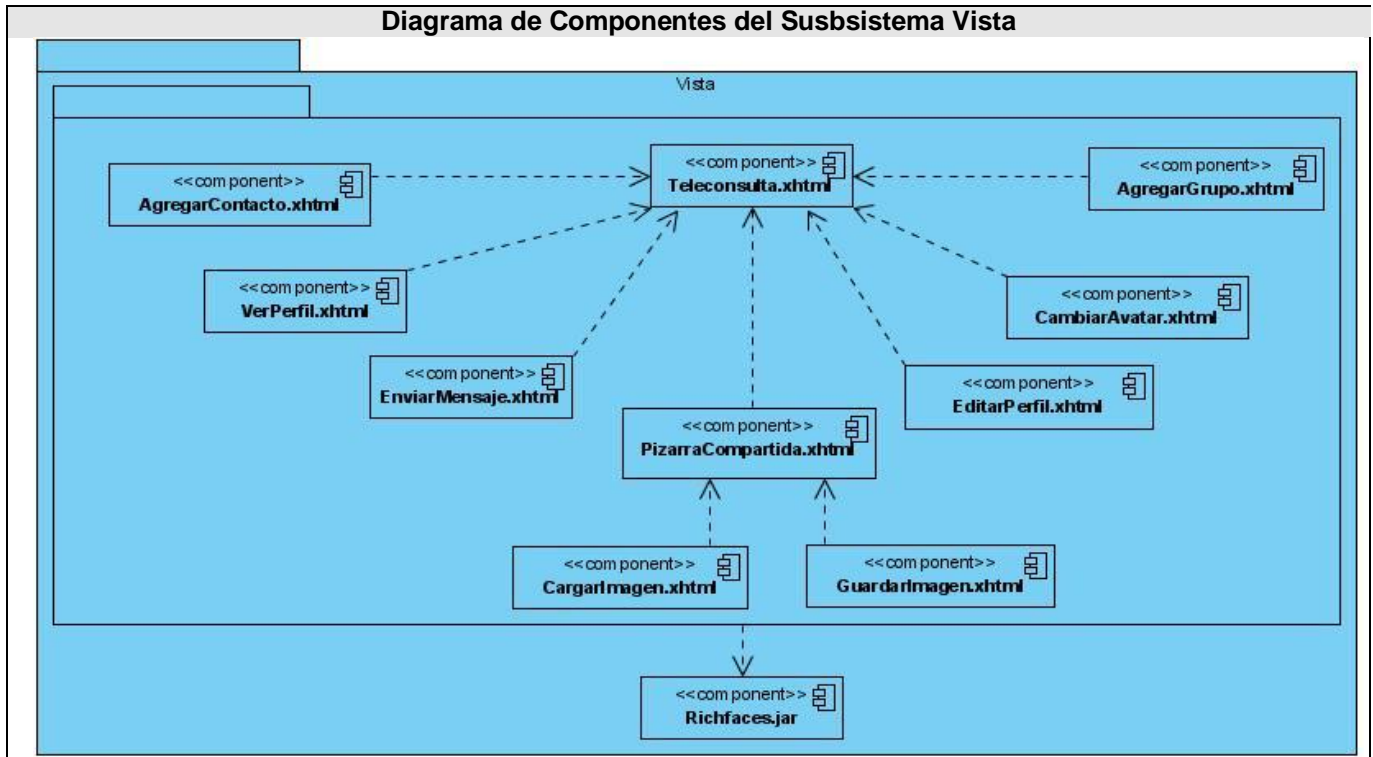 Diagrama de Componentes del Susbsistema Vista
Vista
<<component>>
Teleconsulta.xhtml
<<component>>
AgregarContacto.xhtml
<<component>>
AgregarGrupo.xhtml
<<component>>
VerPerfil.xhtml
<<component>>
CambiarAvatar.xhtml
<<component>>
EnviarMensaje.xhtml
<<component>>
EditarPerfil.xhtml
<<component>>
PizarraCompartida.xhtml
<<component>>
CargarImagen.xhtml
<<component>>
GuardarImagen.xhtml
<<component>>
Richfaces.jar